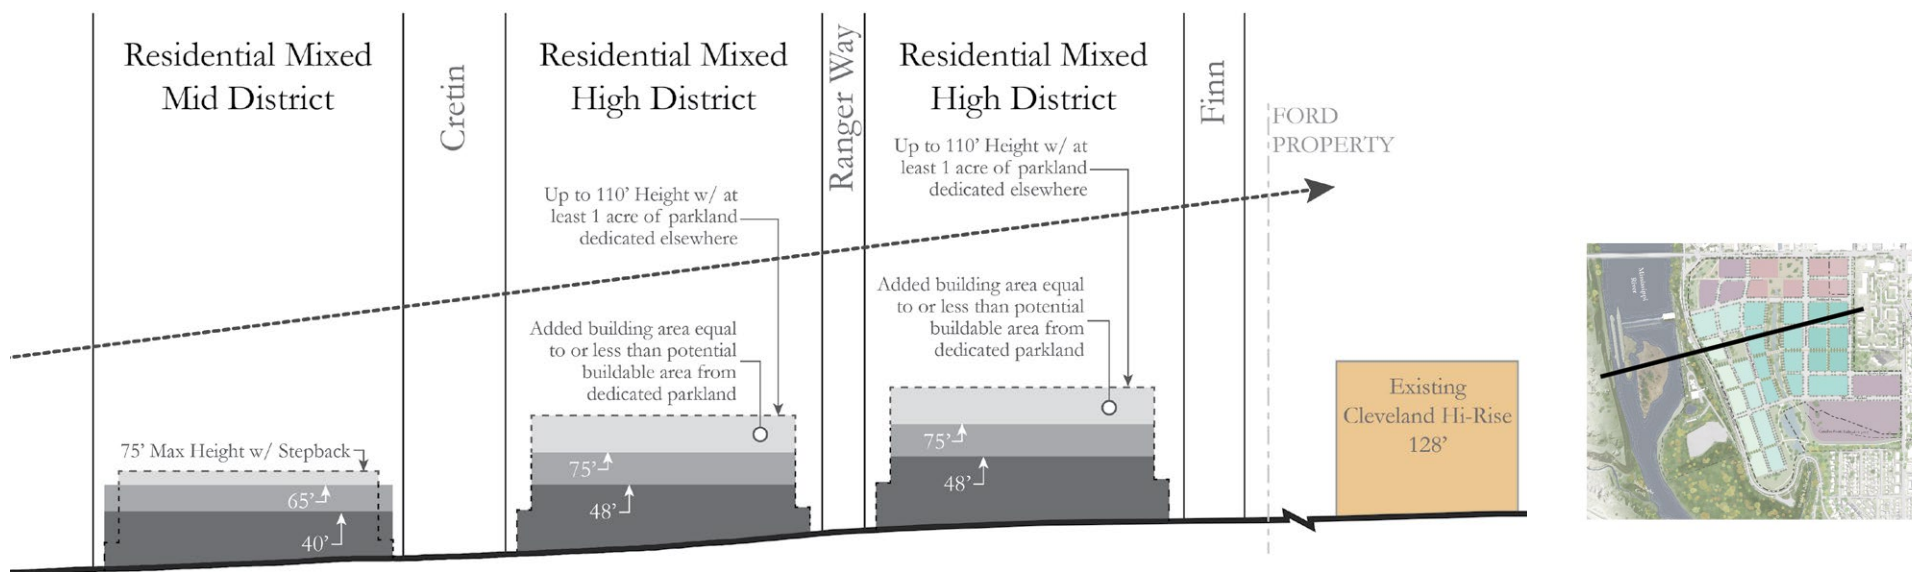 Residential Mixed
Mid District
Cretin
Residential Mixed
High District
Ranger Way
Residential Mixed
High District
Finn
FORD
PROPERTY
Up to 110' Height w/ at
least 1 acre of parkland
dedicated elsewhere
Up to 110' Height w/ at
least 1 acre of parkland
dedicated elsewhere
Added building area equal
to or less than potential
buildable area from
dedicated parkland
Added building area equal
to or less than potential
buildable area from
dedicated parkland
75' Max Height w/ Stepback
65'
40'
75'
48'
75'
48'
Existing
Cleveland Hi-Rise
128'
Mississippi
River